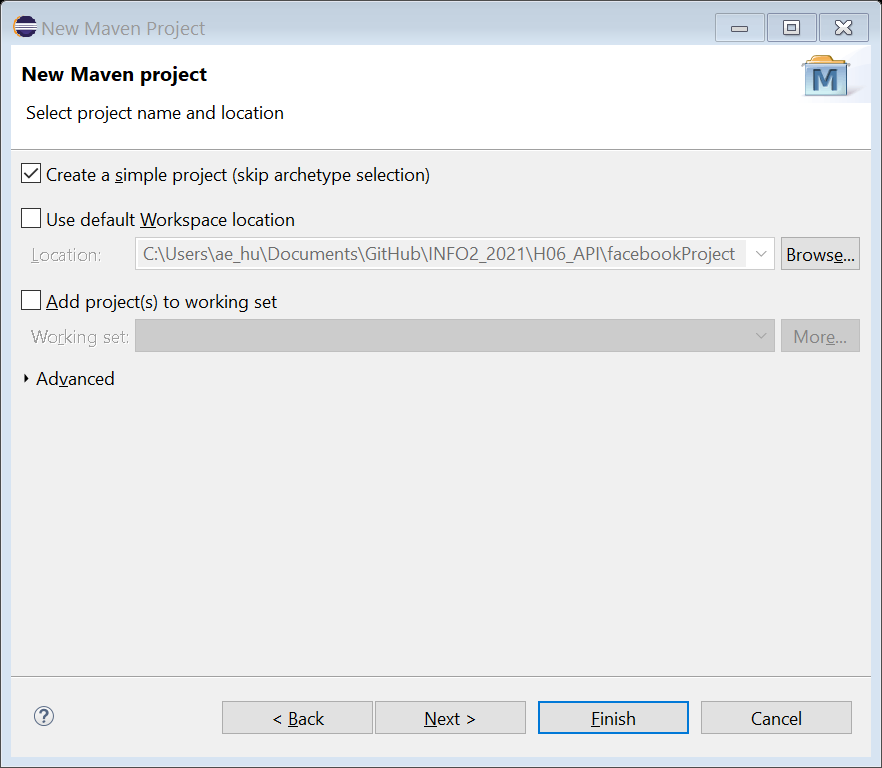 New Maven Project
New Maven project
Select project name and location
M
Create a simple project (skip archetype selection)
Use default Workspace location
Location: C:\Users\ae_hu\Documents\GitHub\INFO2_2021\H06_API\facebookProject Browse...
Add project(s) to working set
Working set: More...
Advanced
? < Back Next > Finish Cancel